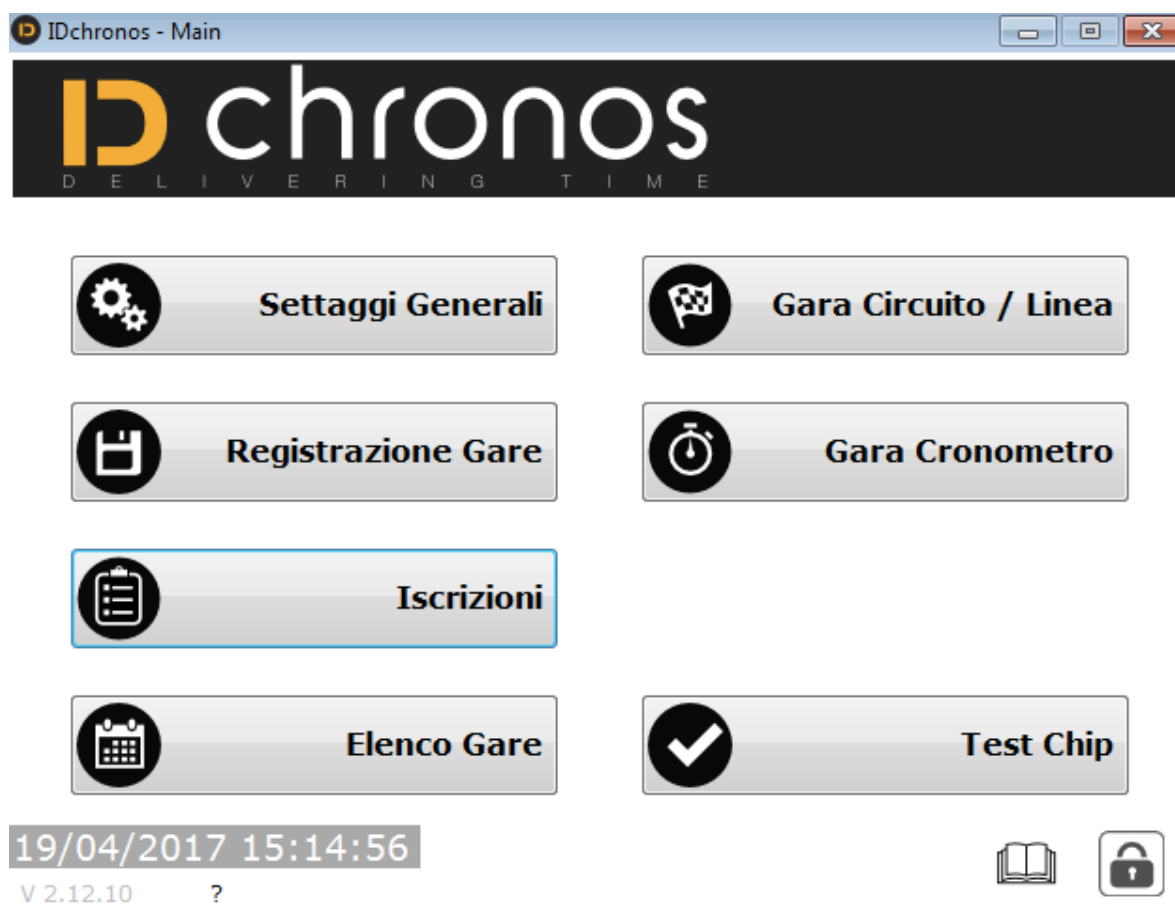 IDchronos - Main
ID chronos
DELIVERING TIME
Settaggi Generali
Gara Circuito / Linea
Registrazione Gare
Gara Cronometro
Iscrizioni
Elenco Gare
Test Chip
19/04/2017 15:14:56
V 2.12.10 ?